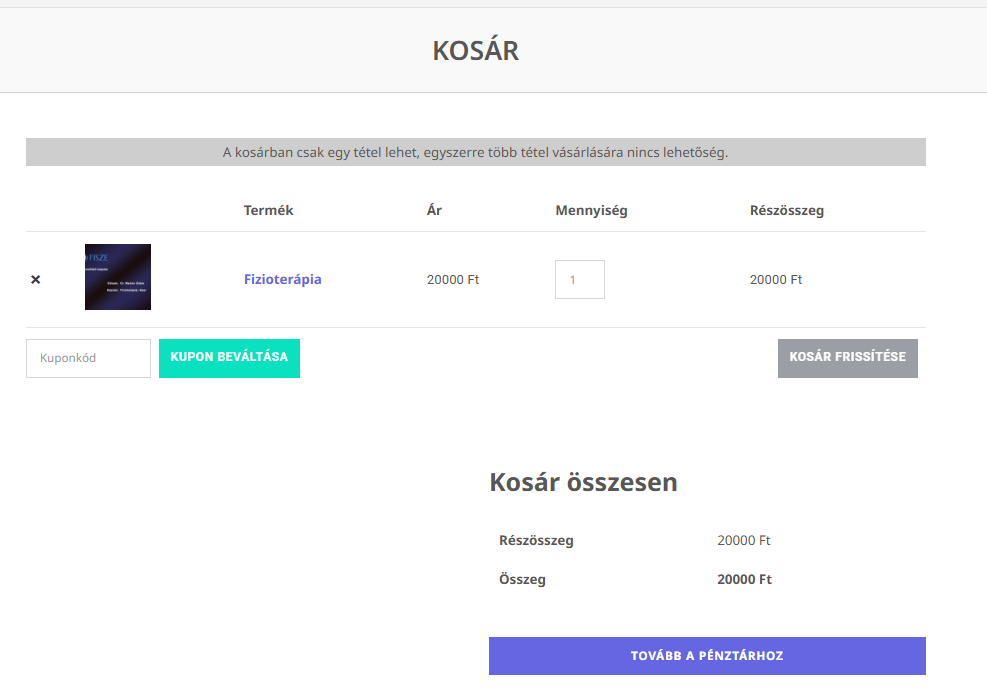 KOSÁR
A kosárban csak egy tétel lehet, egyszerre több tétel vásárlására nincs lehetőség.
Termék Ár Mennyiség Részösszeg
FISZE
× Fizioterápia 20000 Ft 1 20000 Ft
Kuponkód KUPON BEVÁLTÁSA KOSÁR FRISSÍTÉSE
Kosár összesen
Részösszeg 20000 Ft
Összeg 20000 Ft
TOVÁBB A PÉNZTÁRHOZ